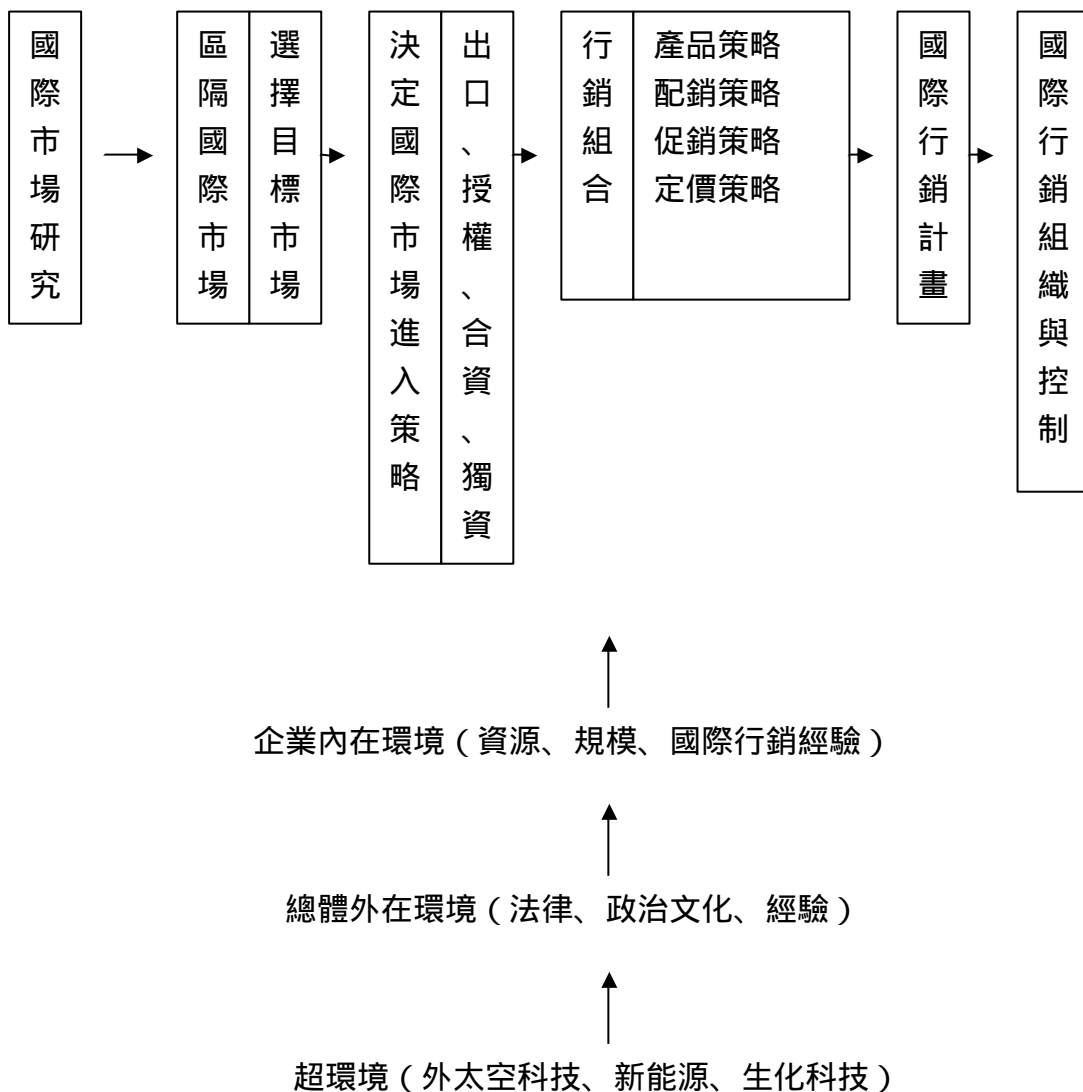 國際市場研究
區隔國際市場
選擇目標市場
決定國際市場進入策略
出口、授權、合資、獨資
行銷組合
產品策略
配銷策略
促銷策略
定價策略
國際行銷計畫
國際行銷組織與控制
企業內在環境（資源、規模、國際行銷經驗）
總體外在環境（法律、政治文化、經驗）
超環境（外太空科技、新能源、生化科技）